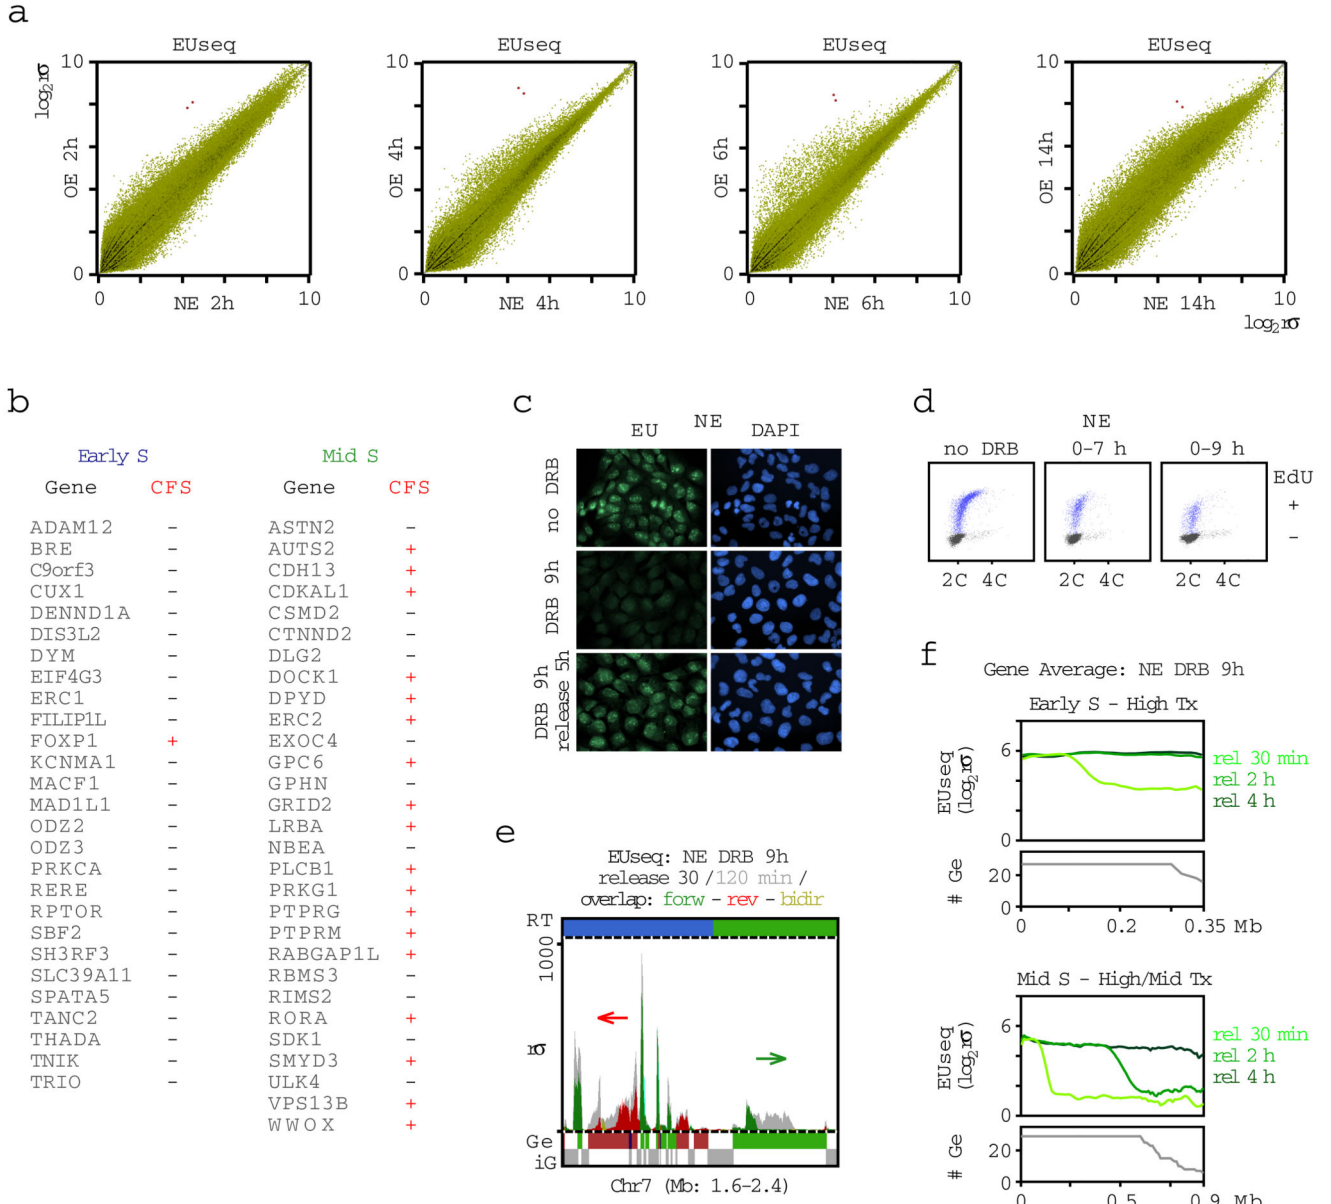 a
EUseq EUseq EUseq EUseq
10 10 10 10
OE 2h OE 4h OE 6h OE 14h
0 0 0 0
0 NE 2h 10 0 NE 4h 10 0 NE 6h 10 0 NE 14h 10
b
Early S Mid S
Gene CFS Gene CFS
ADAM12 - ASTN2 -
BRE - AUTS2 +
C9orf3 - CDH13 +
CUX1 - CDKAL1 +
DENND1A - CSMD2 -
DIS3L2 - CTNND2 -
DYM - DLG2 -
EIF4G3 - DOCK1 +
ERC1 - DPYD +
FILIP1L - ERC2 +
FOXP1 + EXOC4 -
KCNMA1 - GPC6 +
MACF1 - GPHN -
MAD1L1 - GRID2 +
ODZ2 - LRBA +
ODZ3 - NBEA -
PRKCA - PLCB1 +
RERE - PRKG1 +
RPTOR - PTPRG +
SBF2 - PTPRM +
SH3RF3 - RABGAP1L +
SLC39A11 - RBMS3 -
SPATA5 - RIMS2 -
TANC2 - RORA +
THADA - SDK1 -
TNIK - SMYD3 +
TRIO - ULK4 -
VPS13B +
WWOX +
c
NE
EU DAPI
no DRB
DRB 9h
DRB 9h
release 5h
d
NE
no DRB 0-7 h 0-9 h
EdU
+
-
2C 4C 2C 4C 2C 4C
e
EUseq: NE DRB 9h
release 30 /120 min /
overlap: forw - rev - bidir
RT
1000
Ge
iG
Chr7 (Mb: 1.6-2.4)
f
Gene Average: NE DRB 9h
Early S - High Tx
EUseq
6
0
rel 30 min
rel 2 h
rel 4 h
# Ge
20
0
0 0.2 0.35 Mb
Mid S - High/Mid Tx
EUseq
6
0
rel 30 min
rel 2 h
rel 4 h
# Ge
20
0
0 0.5 0.9 Mb